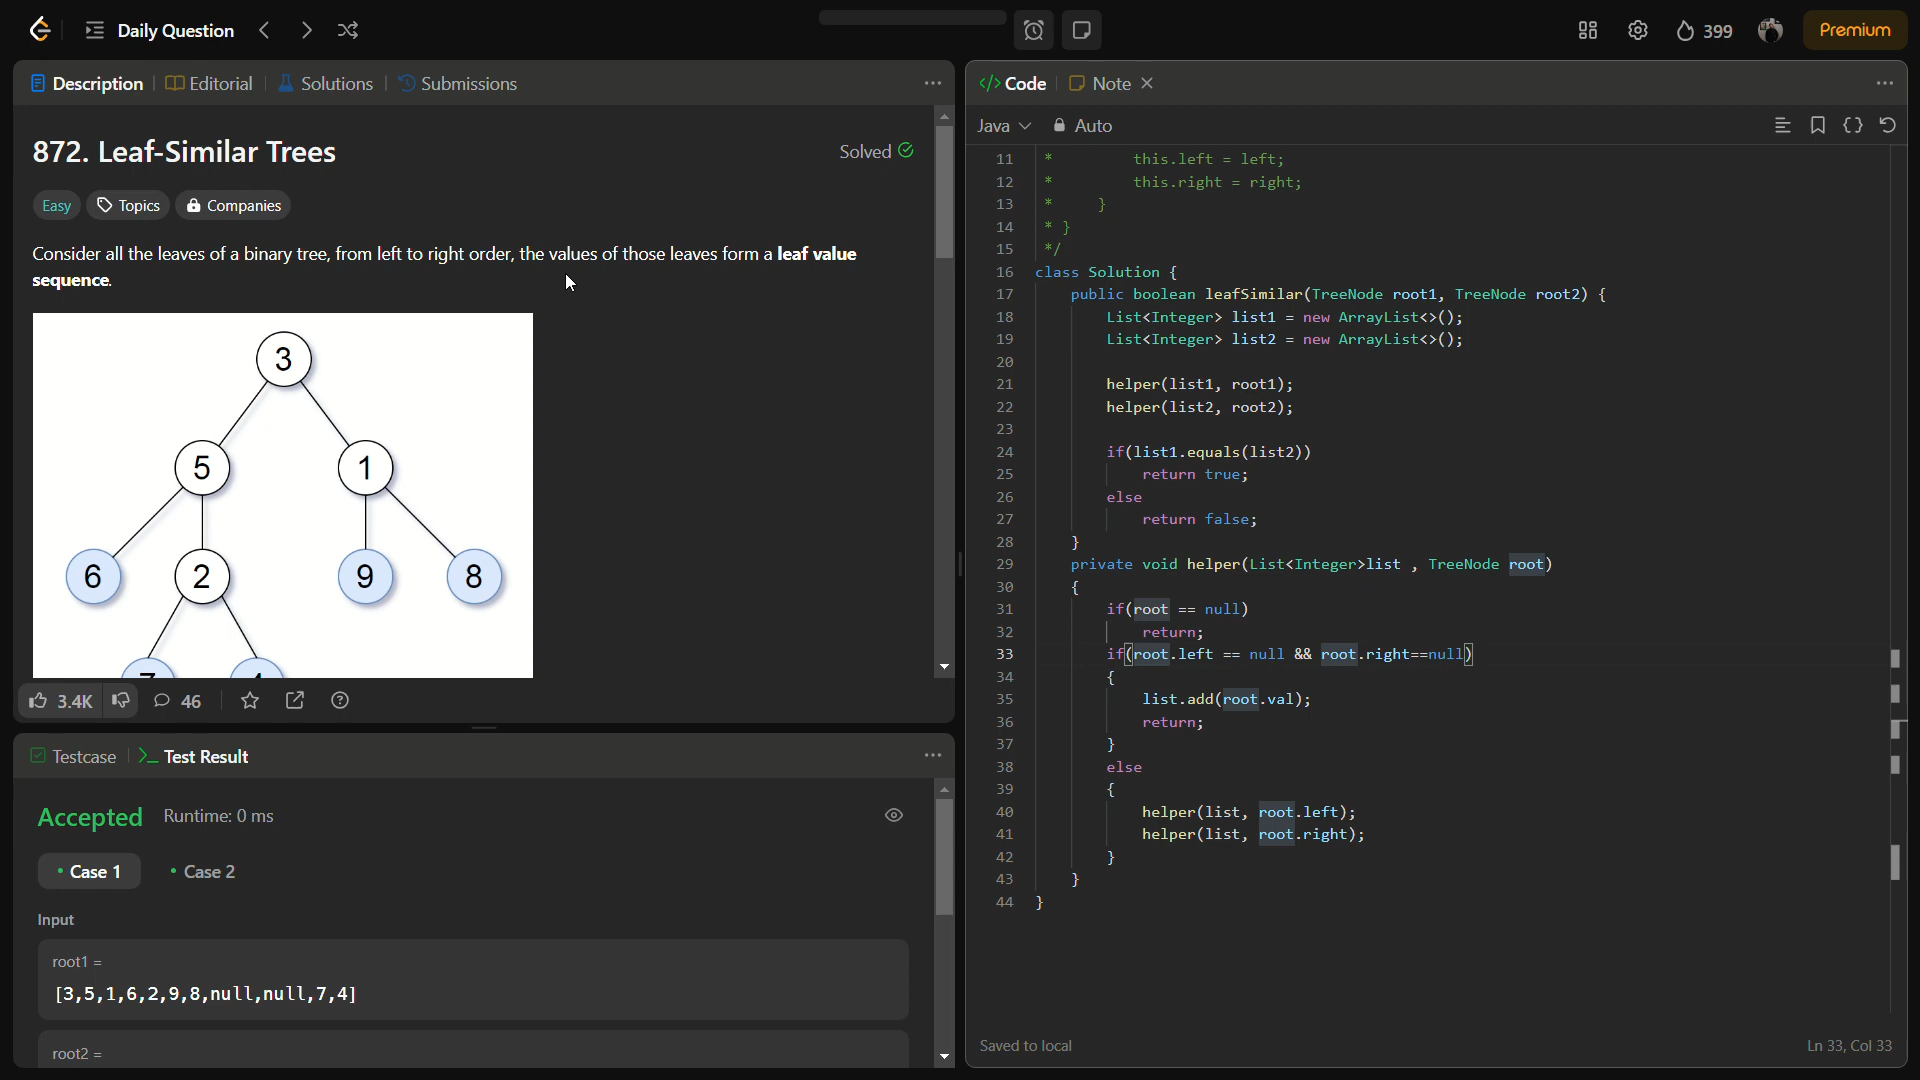 Daily Question
399
Premium
Description
Editorial
Solutions
Submissions
872. Leaf-Similar Trees
Solved
Easy
Topics
Companies
Consider all the leaves of a binary tree, from left to right order, the values of those leaves form a leaf value
sequence.
3
5
1
6
2
9
8
3.4K
46
Testcase
Test Result
Accepted
Runtime: 0 ms
Case 1
Case 2
Input
root1 =
[3,5,1,6,2,9,8,null,null,7,4]
root2 =
</> Code
Note
Java
Auto
11 * this.left = left;
12 * this.right = right;
13 * }
14 * }
15 */
16 class Solution {
17 public boolean leafSimilar(TreeNode root1, TreeNode root2) {
18 List<Integer> list1 = new ArrayList<>();
19 List<Integer> list2 = new ArrayList<>();
20
21 helper(list1, root1);
22 helper(list2, root2);
23
24 if(list1.equals(list2))
25 return true;
26 else
27 return false;
28 }
29 private void helper(List<Integer>list , TreeNode root)
30 {
31 if(root == null)
32 return;
33 if(root.left == null && root.right==null)
34 {
35 list.add(root.val);
36 return;
37 }
38 else
39 {
40 helper(list, root.left);
41 helper(list, root.right);
42 }
43 }
44 }
Saved to local
Ln 33, Col 33